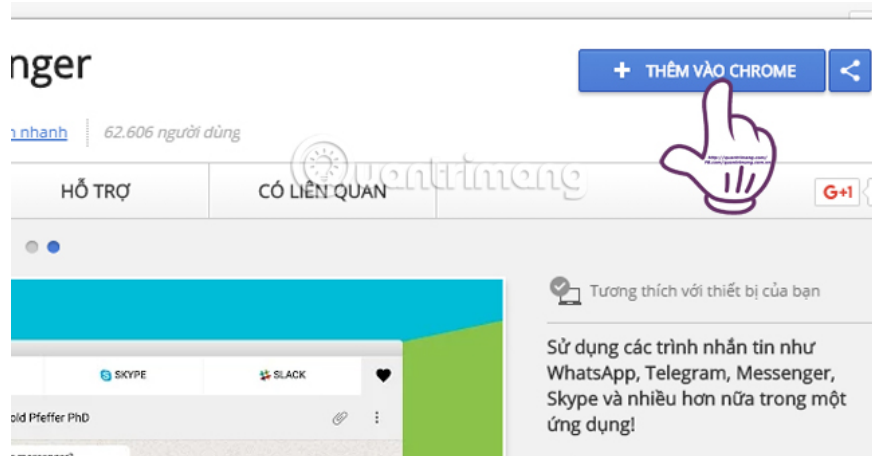 nger
+ THÊM VÀO CHROME
n nhanh
62.606 người dùng
Quantrimang
HỖ TRỢ
CÓ LIÊN QUAN
G+1
Tương thích với thiết bị của bạn
SKYPE
SLACK
old Pfeffer PhD
Sử dụng các trình nhắn tin như
WhatsApp, Telegram, Messenger,
Skype và nhiều hơn nữa trong một
ứng dụng!